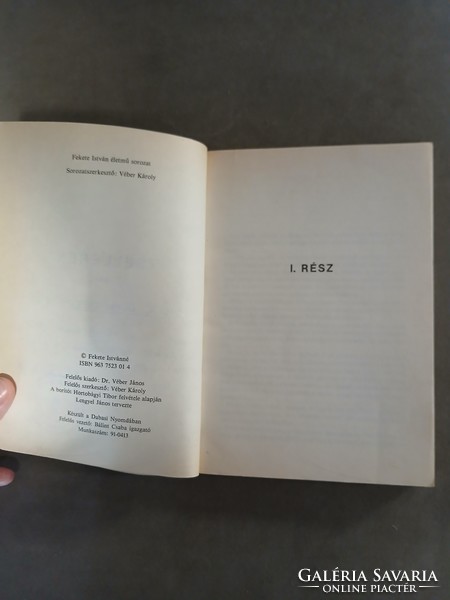 Fekete István életmű sorozat
Sorozatszerkesztő: Véber Károly
© Fekete Istvánné
ISBN 963 7523 01 4
Felelős kiadó: Dr. Véber János
Felelős szerkesztő: Véber Károly
A borítót Hortobágyi Tibor felvétele alapján
Lengyel János tervezte
Készült a Dabasi Nyomdában
Felelős vezető: Bálint Csaba igazgató
Munkaszám: 91-0413
I. RÉSZ
GALÉRIA SAVARIA
ONLINE PIACTÉR